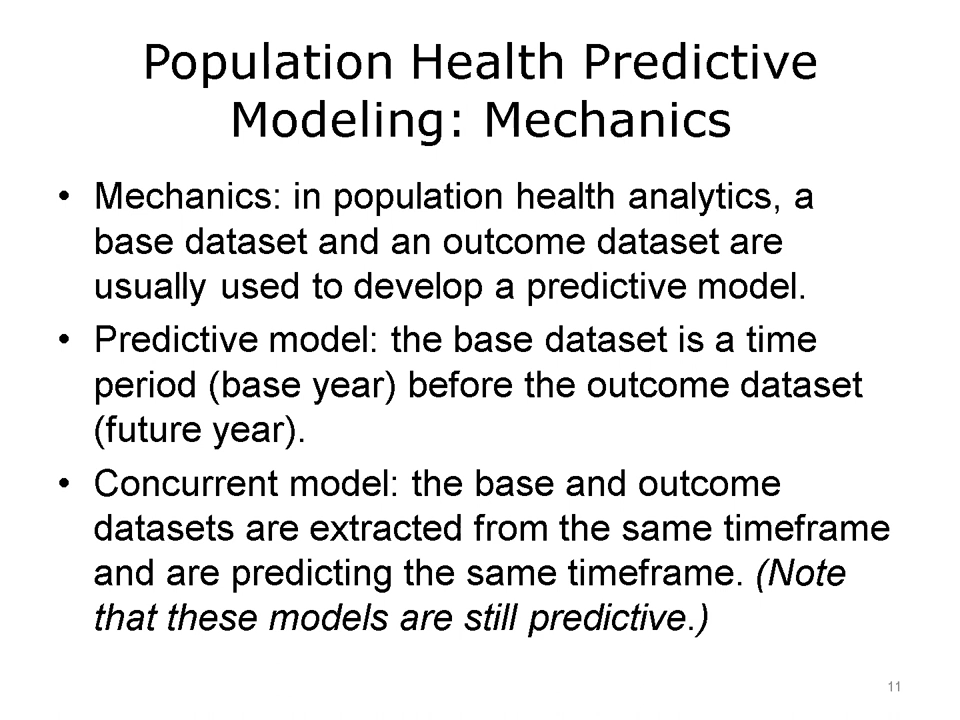 Population Health Predictive
Modeling: Mechanics
• Mechanics: in population health analytics, a
base dataset and an outcome dataset are
usually used to develop a predictive model.
• Predictive model: the base dataset is a time
period (base year) before the outcome dataset
(future year).
• Concurrent model: the base and outcome
datasets are extracted from the same timeframe
and are predicting the same timeframe. (Note
that these models are still predictive.)
11